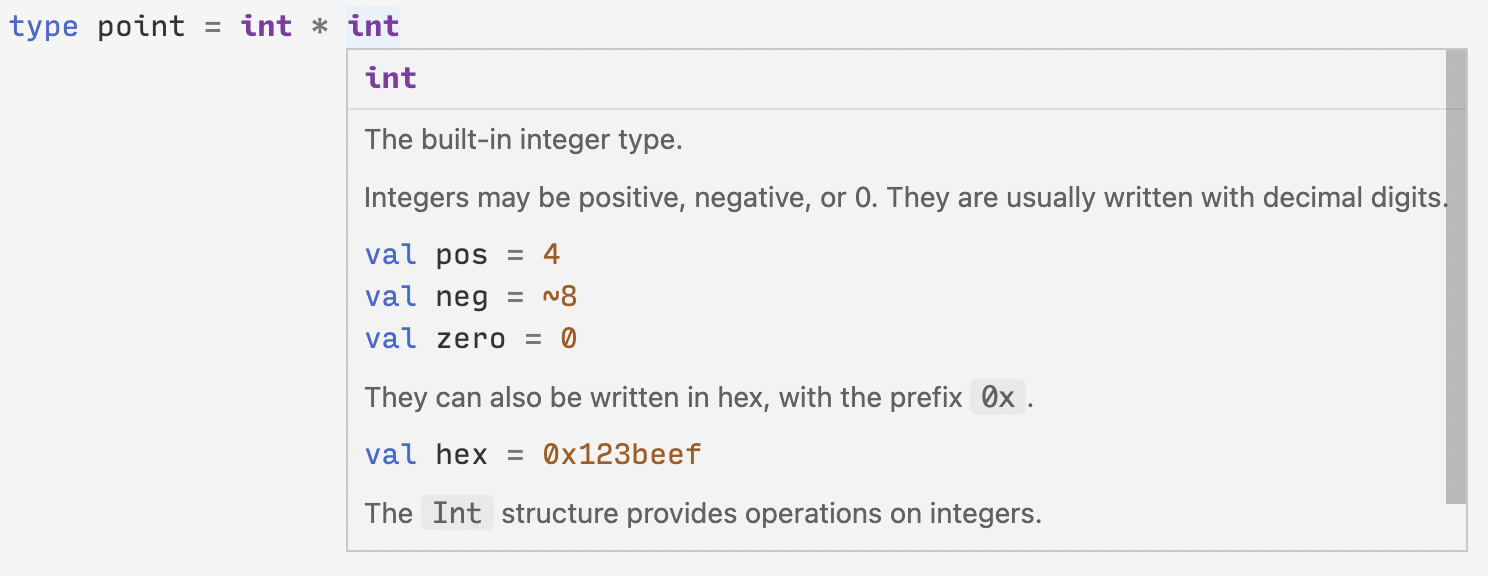 type point = int * int
int
The built-in integer type.
Integers may be positive, negative, or 0. They are usually written with decimal digits.
val pos = 4
val neg = ~8
val zero = 0
They can also be written in hex, with the prefix 0x.
val hex = 0x123beef
The Int structure provides operations on integers.